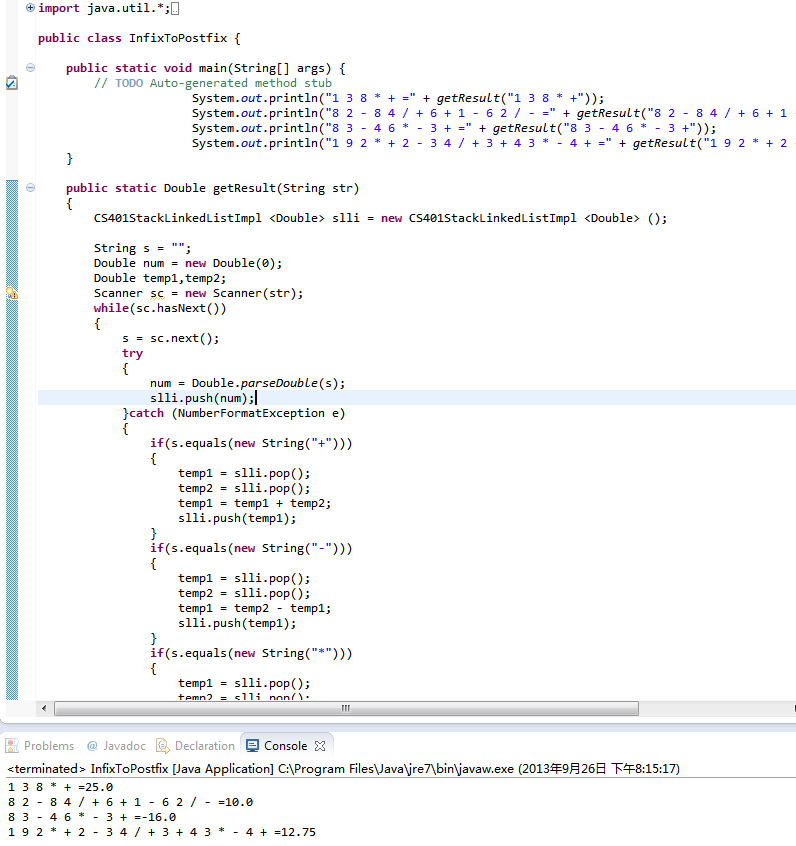 import java.util.*;
public class InfixToPostfix {
public static void main(String[] args) {
// TODO Auto-generated method stub
System.out.println("1 3 8 * + =" + getResult("1 3 8 * +"));
System.out.println("8 2 - 8 4 / + 6 + 1 - 6 2 / - =" + getResult("8 2 - 8 4 / + 6 + 1
System.out.println("8 3 - 4 6 * - 3 + =" + getResult("8 3 - 4 6 * - 3 +"));
System.out.println("1 9 2 * + 2 - 3 4 / + 3 + 4 3 * - 4 + =" + getResult("1 9 2 * + 2 -
}
public static Double getResult(String str)
{
CS401StackLinkedListImpl <Double> slli = new CS401StackLinkedListImpl <Double> ();
String s = "";
Double num = new Double(0);
Double temp1,temp2;
Scanner sc = new Scanner(str);
while(sc.hasNext())
{
s = sc.next();
try
{
num = Double.parseDouble(s);
slli.push(num);
}catch (NumberFormatException e)
{
if(s.equals(new String("+")))
{
temp1 = slli.pop();
temp2 = slli.pop();
temp1 = temp1 + temp2;
slli.push(temp1);
}
if(s.equals(new String("-")))
{
temp1 = slli.pop();
temp2 = slli.pop();
temp1 = temp2 - temp1;
slli.push(temp1);
}
if(s.equals(new String("*")))
{
temp1 = slli.pop();
temp2 = slli.pop();
Problems @ Javadoc Declaration Console
<terminated> InfixToPostfix [Java Application] C:\Program Files\Java\jre7\bin\javaw.exe (2013年9月26日 下午8:15:17)
1 3 8 * + =25.0
8 2 - 8 4 / + 6 + 1 - 6 2 / - =10.0
8 3 - 4 6 * - 3 + =-16.0
1 9 2 * + 2 - 3 4 / + 3 + 4 3 * - 4 + =12.75